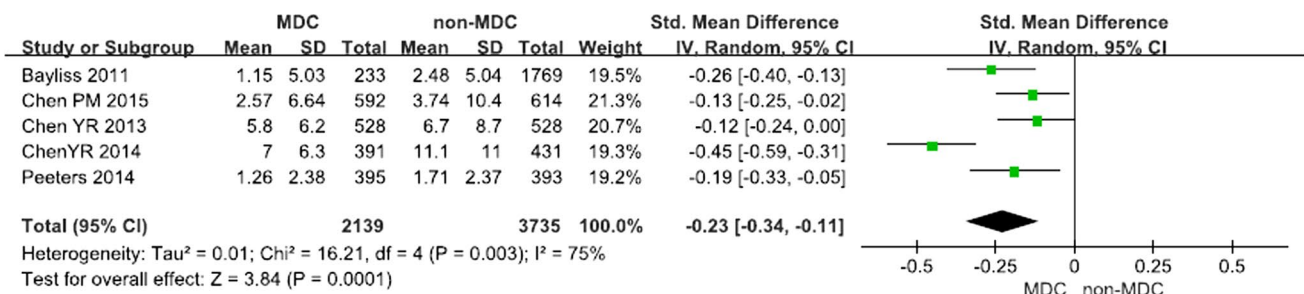 MDC non-MDC Std. Mean Difference Std. Mean Difference
Study or Subgroup Mean SD Total Mean SD Total Weight IV, Random, 95% CI IV, Random, 95% CI
Bayliss 2011 1.15 5.03 233 2.48 5.04 1769 19.5% -0.26 [-0.40, -0.13]
Chen PM 2015 2.57 6.64 592 3.74 10.4 614 21.3% -0.13 [-0.25, -0.02]
Chen YR 2013 5.8 6.2 528 6.7 8.7 528 20.7% -0.12 [-0.24, 0.00]
ChenYR 2014 7 6.3 391 11.1 11 431 19.3% -0.45 [-0.59, -0.31]
Peeters 2014 1.26 2.38 395 1.71 2.37 393 19.2% -0.19 [-0.33, -0.05]
Total (95% CI) 2139 3735 100.0% -0.23 [-0.34, -0.11]
Heterogeneity: Tau² = 0.01; Chi² = 16.21, df = 4 (P = 0.003); I² = 75%
Test for overall effect: Z = 3.84 (P = 0.0001)
-0.5 -0.25 0 0.25 0.5
MDC non-MDC